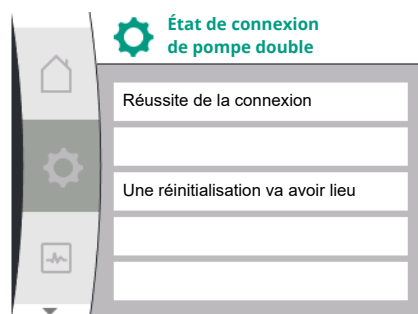 État de connexion
de pompe double
Réussite de la connexion
Une réinitialisation va avoir lieu